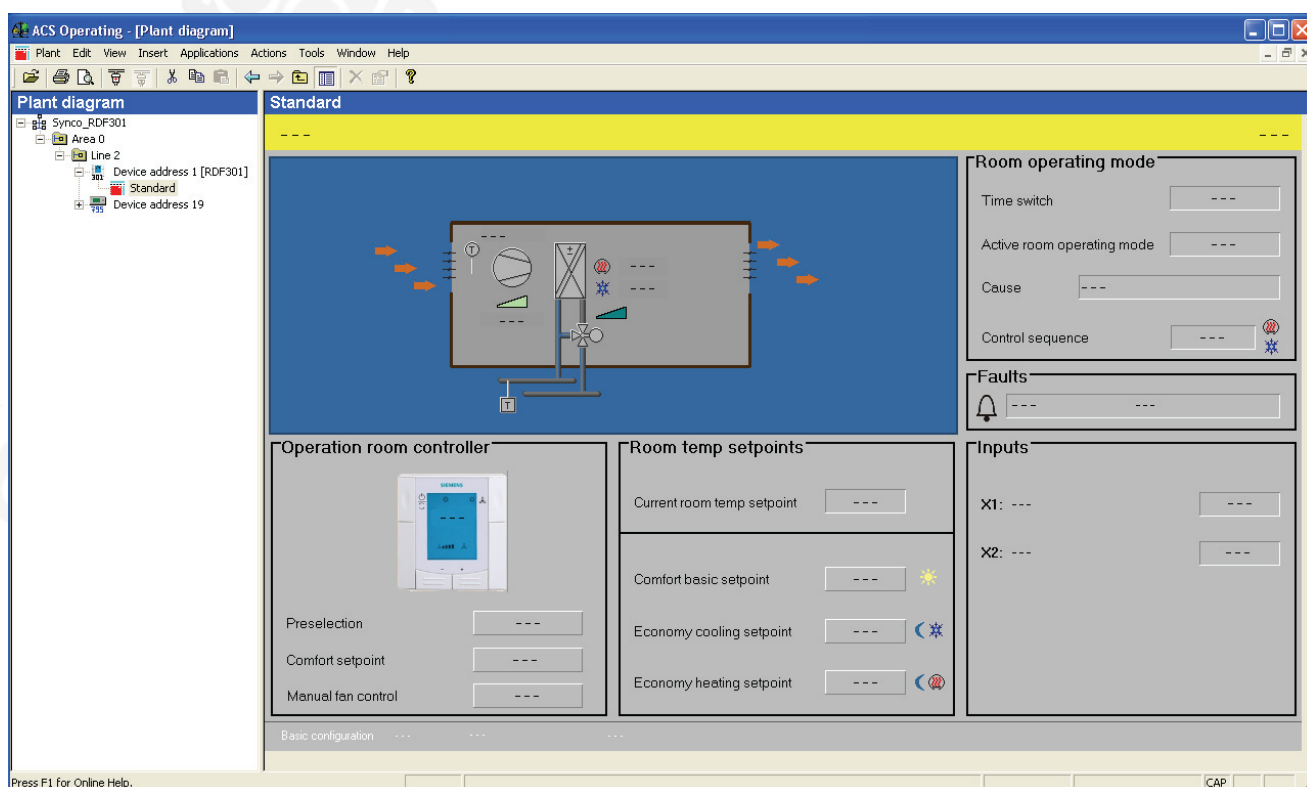 ACS Operating - [Plant diagram]
Plant Edit View Insert Applications Actions Tools Window Help
Plant diagram
Synco_RDF301
Area 0
Line 2
301 Device address 1 [RDF301]
Standard
795 Device address 19
Standard
--- ---
---
T
---
---
---
T
Room operating mode
Time switch ---
Active room operating mode ---
Cause ---
Control sequence ---
Faults
--- ---
Operation room controller
SIEMENS
---
Preselection ---
Comfort setpoint ---
Manual fan control ---
Room temp setpoints
Current room temp setpoint ---
Comfort basic setpoint ---
Economy cooling setpoint ---
Economy heating setpoint ---
Inputs
X1: --- ---
X2: --- ---
Basic configuration --- --- ---
Press F1 for Online Help.
CAP